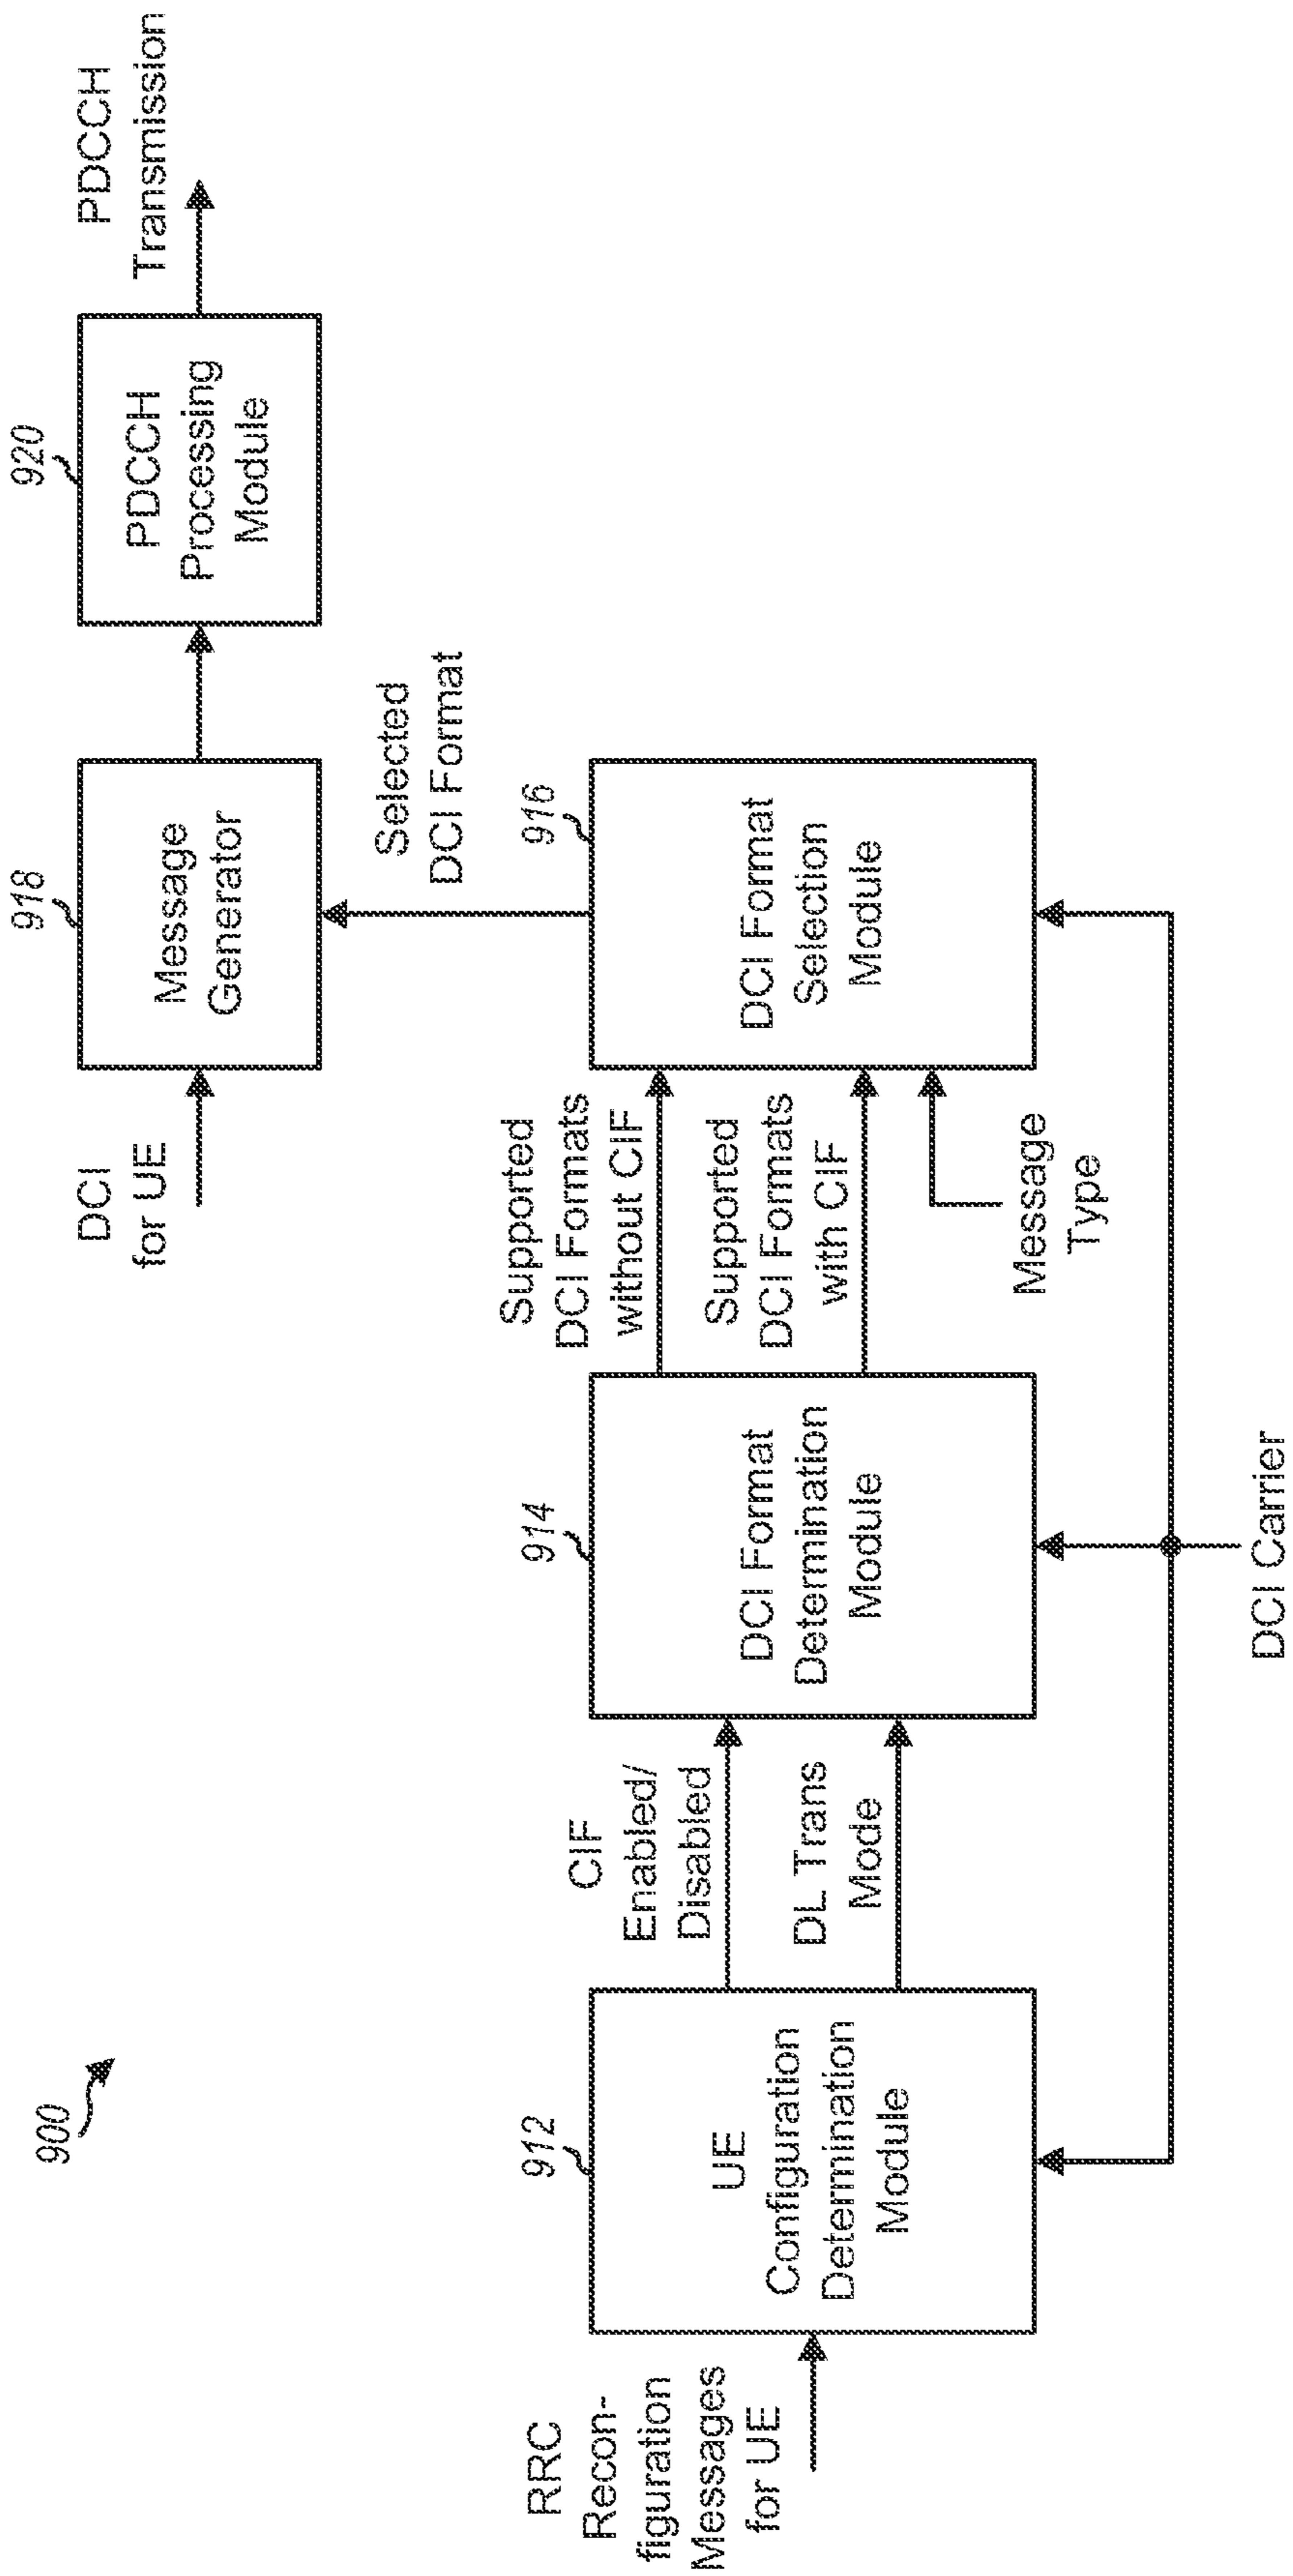 900
DCI
for UE
918
Message
Generator
920
PDCCH
Processing
Module
PDCCH
Transmission
Selected
DCI Format
RRC
Recon-
figuration
Messages
for UE
912
UE
Configuration
Determination
Module
CIF
Enabled/
Disabled
DL Trans
Mode
914
DCI Format
Determination
Module
Supported
DCI Formats
without CIF
Supported
DCI Formats
with CIF
Message
Type
916
DCI Format
Selection
Module
DCI Carrier